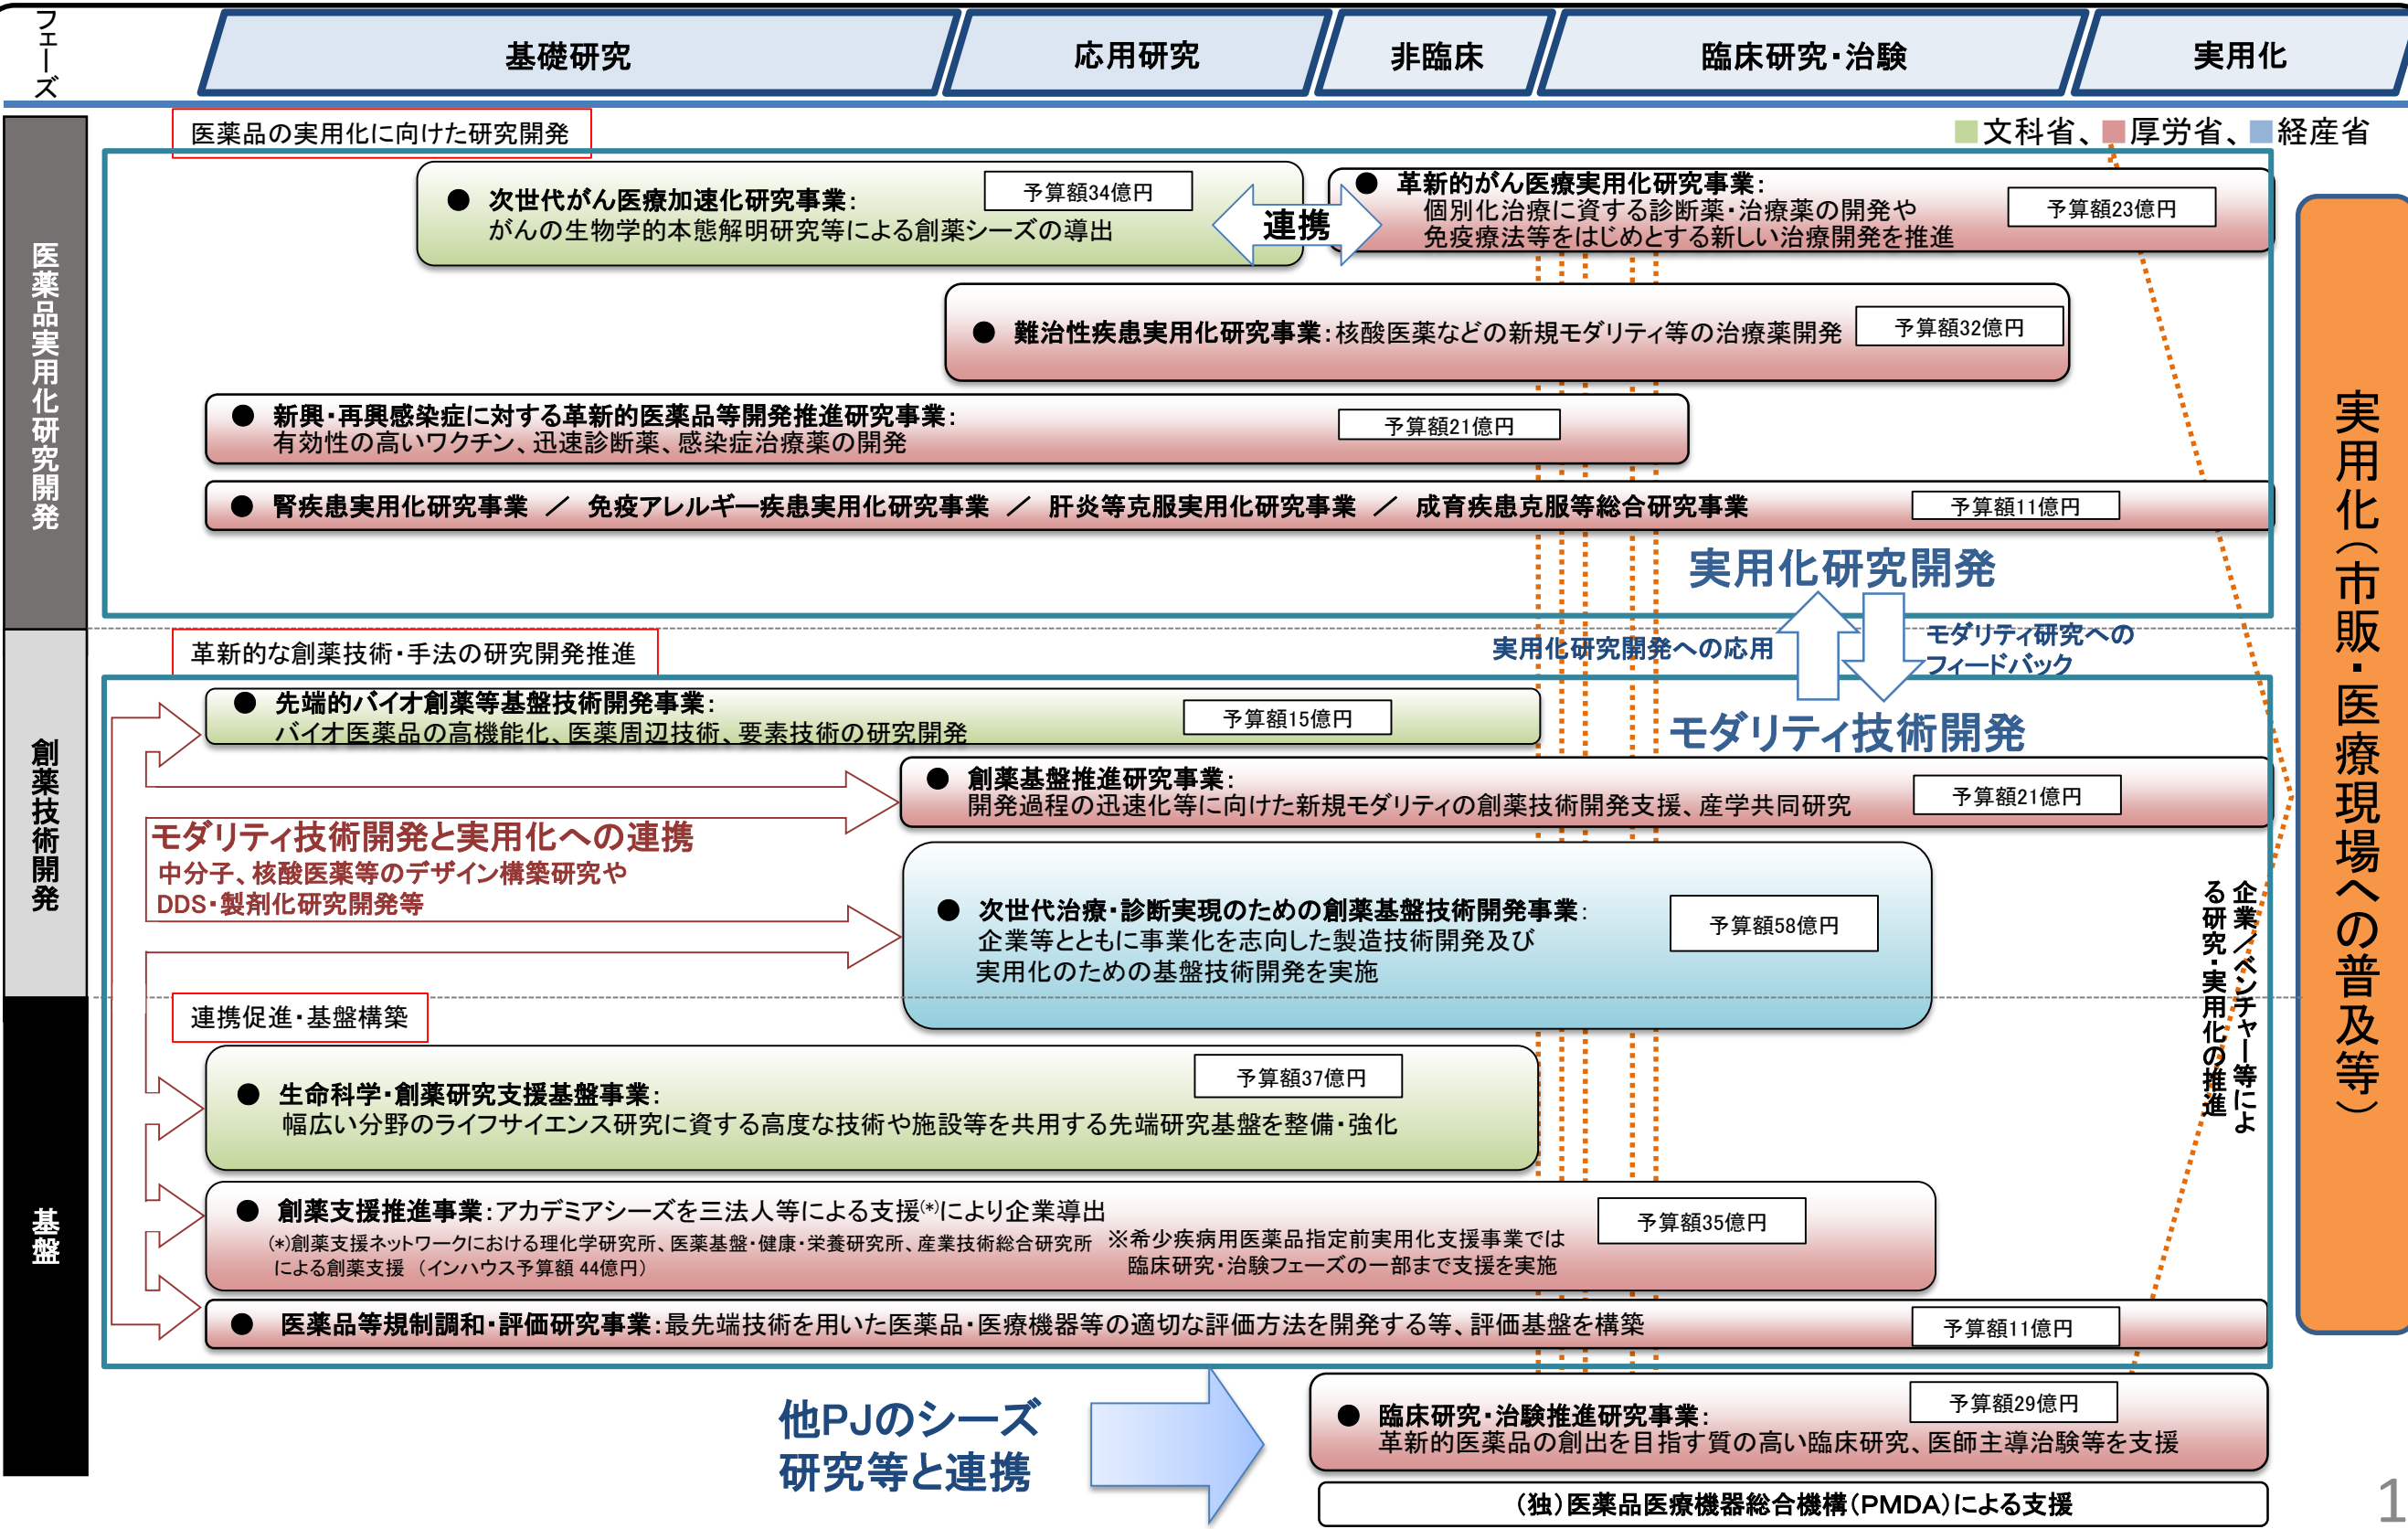 フェーズ
基礎研究
応用研究
非臨床
臨床研究・治験
実用化
医薬品の実用化に向けた研究開発
文科省、厚労省、経産省
医薬品実用化研究開発
● 次世代がん医療加速化研究事業：
がんの生物学的本態解明研究等による創薬シーズの導出
予算額34億円
連携
● 革新的がん医療実用化研究事業：
個別化治療に資する診断薬・治療薬の開発や
免疫療法等をはじめとする新しい治療開発を推進
予算額23億円
● 難治性疾患実用化研究事業：核酸医薬などの新規モダリティ等の治療薬開発
予算額32億円
● 新興・再興感染症に対する革新的医薬品等開発推進研究事業：
有効性の高いワクチン、迅速診断薬、感染症治療薬の開発
予算額21億円
● 腎疾患実用化研究事業 ／ 免疫アレルギー疾患実用化研究事業 ／ 肝炎等克服実用化研究事業 ／ 成育疾患克服等総合研究事業
予算額11億円
実用化研究開発
実用化研究開発への応用
モダリティ研究への
フィードバック
モダリティ技術開発
創薬技術開発
革新的な創薬技術・手法の研究開発推進
● 先端的バイオ創薬等基盤技術開発事業：
バイオ医薬品の高機能化、医薬周辺技術、要素技術の研究開発
予算額15億円
● 創薬基盤推進研究事業：
開発過程の迅速化等に向けた新規モダリティの創薬技術開発支援、産学共同研究
予算額21億円
モダリティ技術開発と実用化への連携
中分子、核酸医薬等のデザイン構築研究や
DDS・製剤化研究開発等
● 次世代治療・診断実現のための創薬基盤技術開発事業：
企業等とともに事業化を志向した製造技術開発及び
実用化のための基盤技術開発を実施
予算額58億円
企業／ベンチャー等によ
る研究・実用化の推進
実用化（市販・医療現場への普及等）
基盤
連携促進・基盤構築
● 生命科学・創薬研究支援基盤事業：
幅広い分野のライフサイエンス研究に資する高度な技術や施設等を共用する先端研究基盤を整備・強化
予算額37億円
● 創薬支援推進事業：アカデミアシーズを三法人等による支援(*)により企業導出
(*)創薬支援ネットワークにおける理化学研究所、医薬基盤・健康・栄養研究所、産業技術総合研究所
による創薬支援 （インハウス予算額 44億円）
※希少疾病用医薬品指定前実用化支援事業では
臨床研究・治験フェーズの一部まで支援を実施
予算額35億円
● 医薬品等規制調和・評価研究事業：最先端技術を用いた医薬品・医療機器等の適切な評価方法を開発する等、評価基盤を構築
予算額11億円
他PJのシーズ
研究等と連携
● 臨床研究・治験推進研究事業：
革新的医薬品の創出を目指す質の高い臨床研究、医師主導治験等を支援
予算額29億円
（独）医薬品医療機器総合機構（PMDA）による支援
1